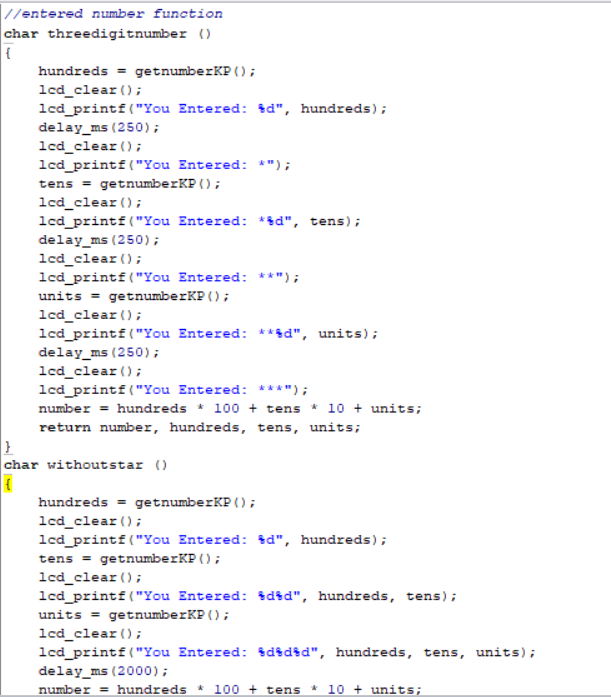 //entered number function
char threedigitnumber ()
{
hundreds = getnumberKP();
lcd_clear();
lcd_printf("You Entered: %d", hundreds);
delay_ms(250);
lcd_clear();
lcd_printf("You Entered: *");
tens = getnumberKP();
lcd_clear();
lcd_printf("You Entered: *%d", tens);
delay_ms(250);
lcd_clear();
lcd_printf("You Entered: **");
units = getnumberKP();
lcd_clear();
lcd_printf("You Entered: **%d", units);
delay_ms(250);
lcd_clear();
lcd_printf("You Entered: ***");
number = hundreds * 100 + tens * 10 + units;
return number, hundreds, tens, units;
}
char withoutstar ()
{
hundreds = getnumberKP();
lcd_clear();
lcd_printf("You Entered: %d", hundreds);
tens = getnumberKP();
lcd_clear();
lcd_printf("You Entered: %d%d", hundreds, tens);
units = getnumberKP();
lcd_clear();
lcd_printf("You Entered: %d%d%d", hundreds, tens, units);
delay_ms(2000);
number = hundreds * 100 + tens * 10 + units;